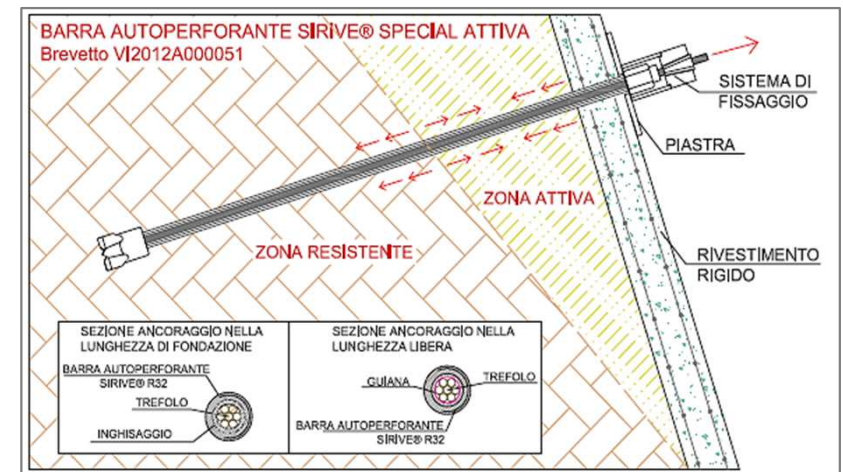 BARRA AUTOPERFORANTE SIRIVE® SPECIAL ATTIVA
Brevetto VI2012A000051
SISTEMA DI
FISSAGGIO
PIASTRA
ZONA ATTIVA
ZONA RESISTENTE
RIVESTIMENTO
RIGIDO
SEZIONE ANCORAGGIO NELLA
LUNGHEZZA DI FONDAZIONE
BARRA AUTOPERFORANTE
SIRIVE® R32
TREFOLO
INGHISAGGIO
SEZIONE ANCORAGGIO NELLA
LUNGHEZZA LIBERA
GUIANA
TREFOLO
BARRA AUTOPERFORANTE
SIRIVE® R32